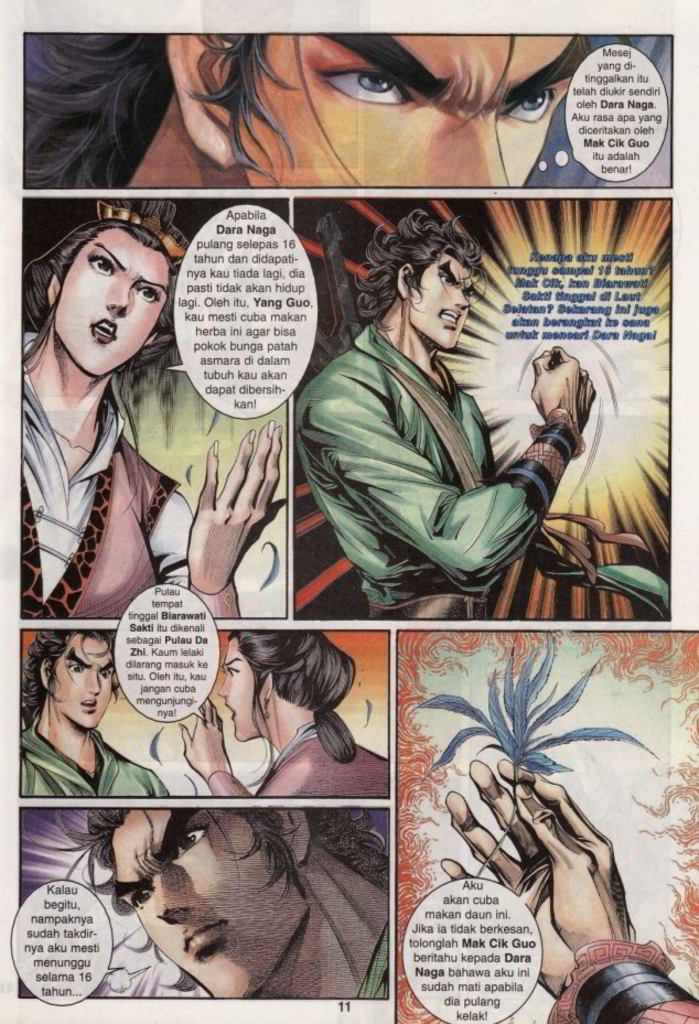 Mesej
yang di-
tinggalkan itu
telah diukir sendiri
oleh Dara Naga.
Aku rasa apa yang
diceritakan oleh
Mak Cik Guo
itu adalah
benar!
Apabila
Dara Naga
pulang selepas 16
tahun dan didapati-
nya kau tiada lagi, dia
pasti tidak akan hidup
lagi. Oleh itu, Yang Guo,
kau mesti cuba makan
herba ini agar bisa
pokok bunga patah
asmara di dalam
tubuh kau akan
dapat dibersih-
kan!
Kenapa aku mesti
tunggu sampai 16 tahun?
Mak Cik, kan Biarawati
Sakti tinggal di Laut
Selatan? Sekarang ini juga
akan berangkat ke sana
untuk mencari Dara Naga!
Pulau
tempat
tinggal Biarawati
Sakti itu dikenali
sebagai Pulau Da
Zhi. Kaum lelaki
dilarang masuk ke
situ. Oleh itu, kau
jangan cuba
mengunjungi-
nya!
Kalau
begitu,
nampaknya
sudah takdir-
nya aku mesti
menunggu
selama 16
tahun...
Aku
akan cuba
makan daun ini.
Jika ia tidak berkesan,
tolonglah Mak Cik Guo
beritahu kepada Dara
Naga bahawa aku ini
sudah mati apabila
dia pulang
kelak!
11